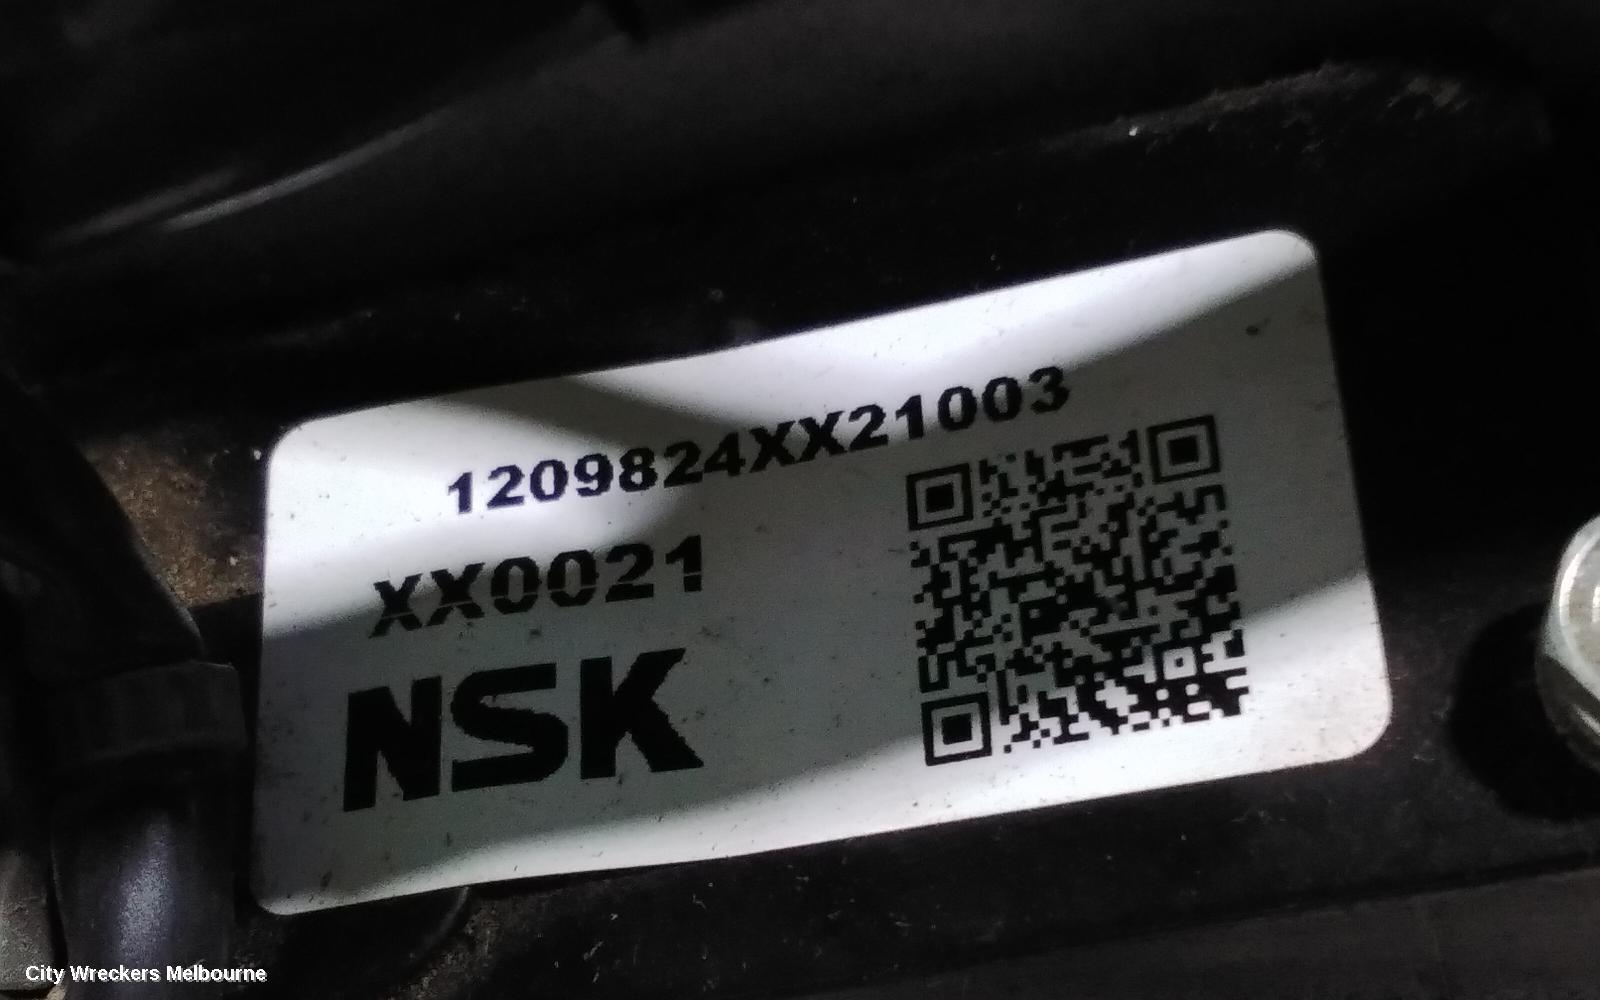 1209824XX21003
XX0021
NSK
City Wreckers Melbourne